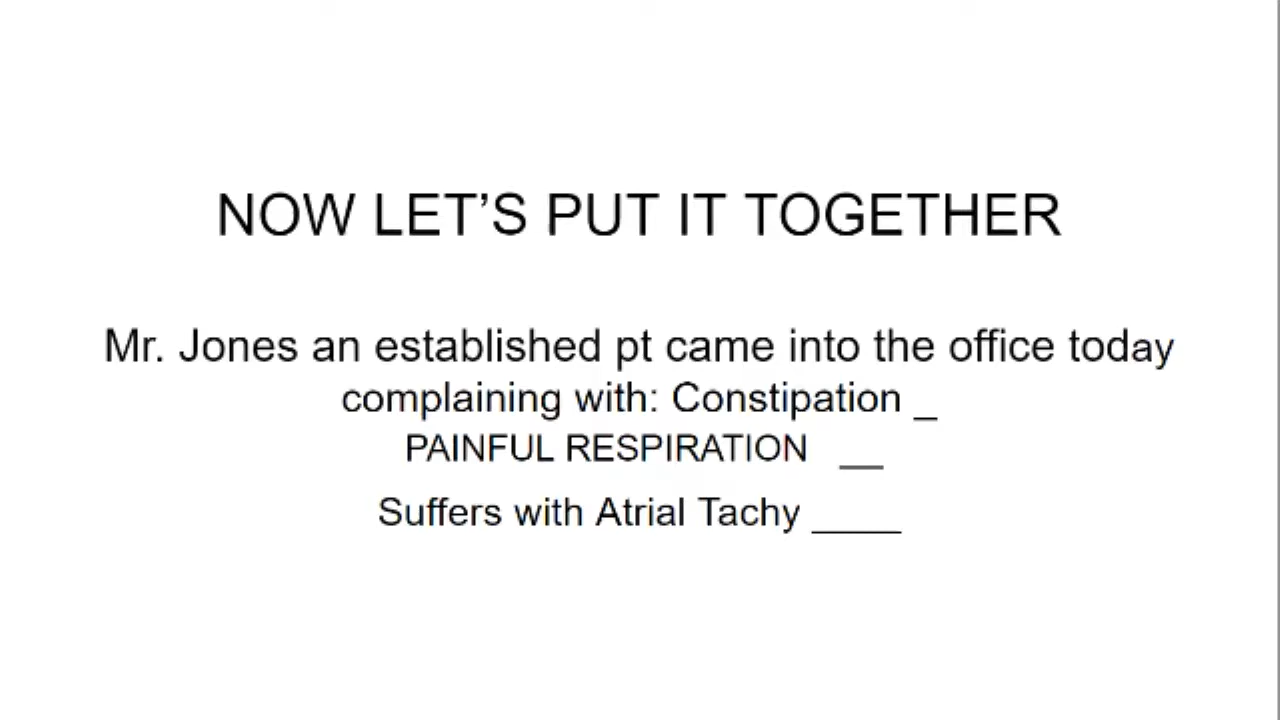 NOW LET’S PUT IT TOGETHER
Mr. Jones an established pt came into the office today
complaining with: Constipation _
PAINFUL RESPIRATION __
Suffers with Atrial Tachy ____